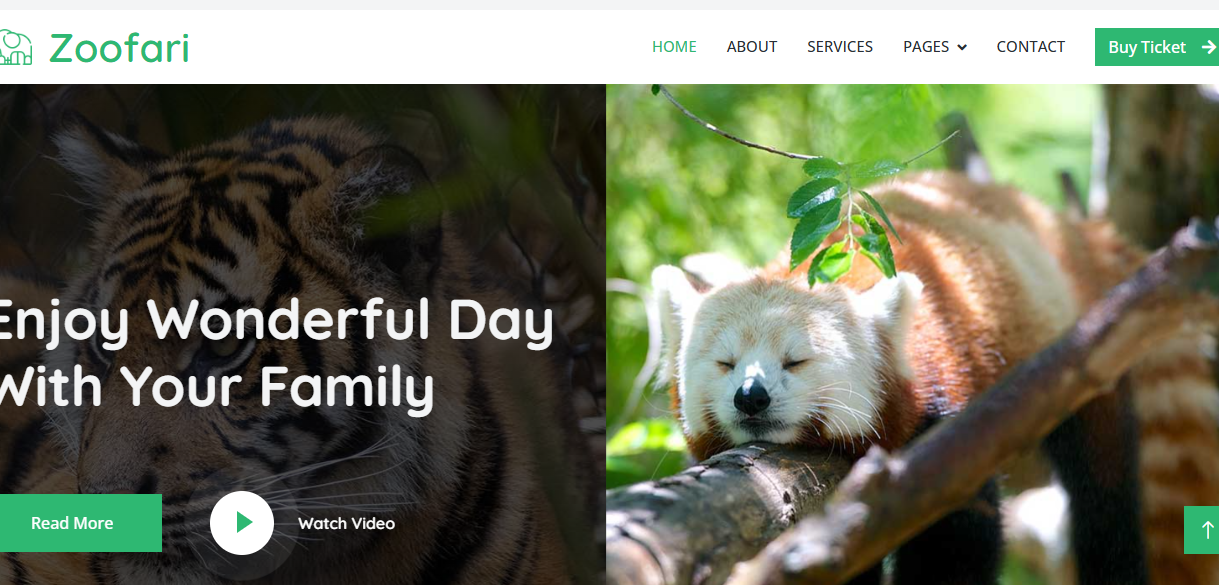 Zoofari
HOME ABOUT SERVICES PAGES CONTACT Buy Ticket
Enjoy Wonderful Day
With Your Family
Read More
Watch Video